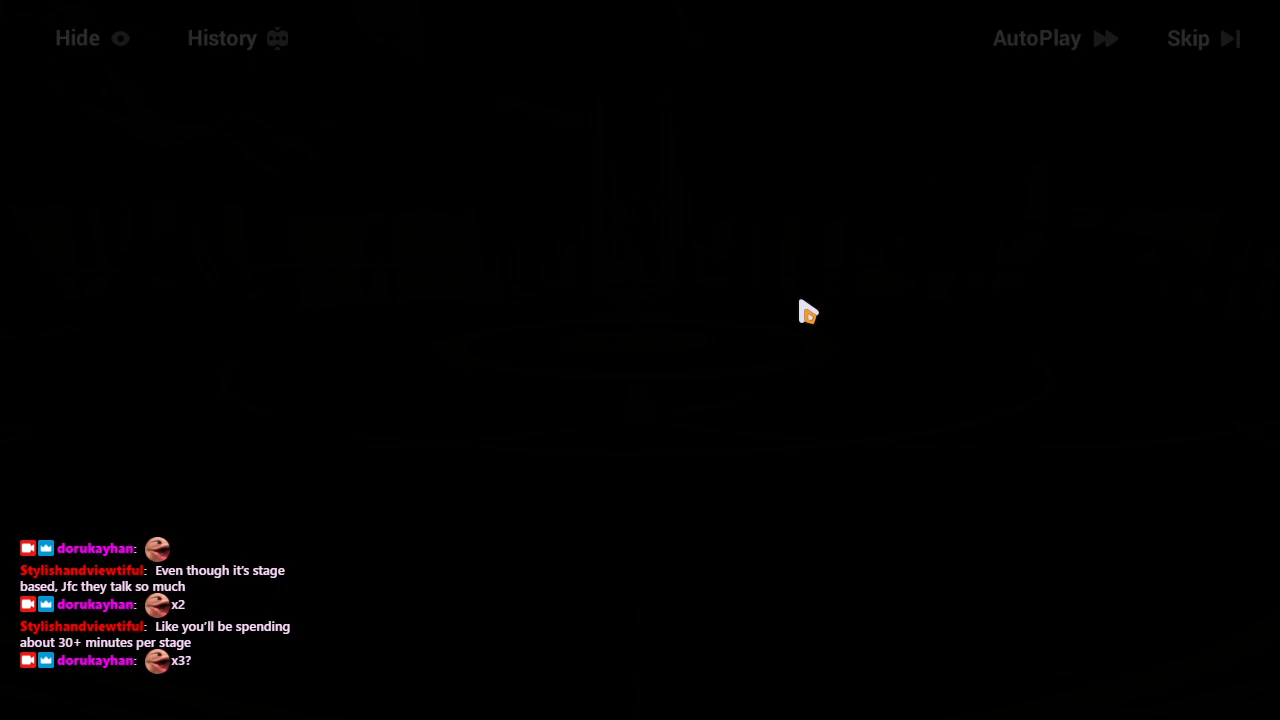 Hide History AutoPlay Skip
dorukayhan:
Stylishandviewtiful: Even though it's stage
based, Jfc they talk so much
dorukayhan: x2
Stylishandviewtiful: Like you'll be spending
about 30+ minutes per stage
dorukayhan: x3?